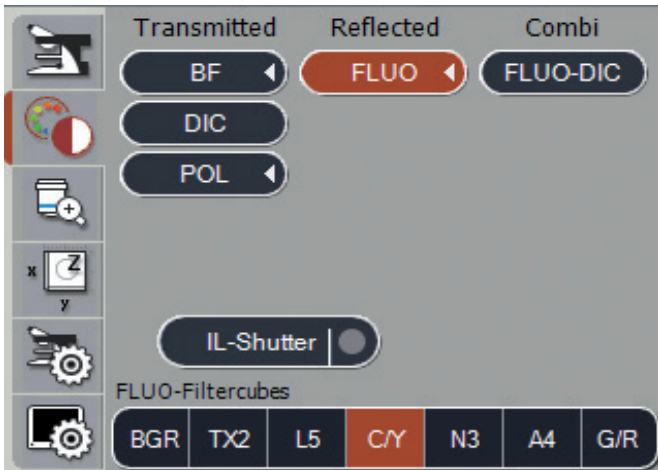 Transmitted Reflected Combi
BF FLUO FLUO-DIC
DIC
POL
x Z
y
IL-Shutter
FLUO-Filtercubes
BGR TX2 L5 C/Y N3 A4 G/R